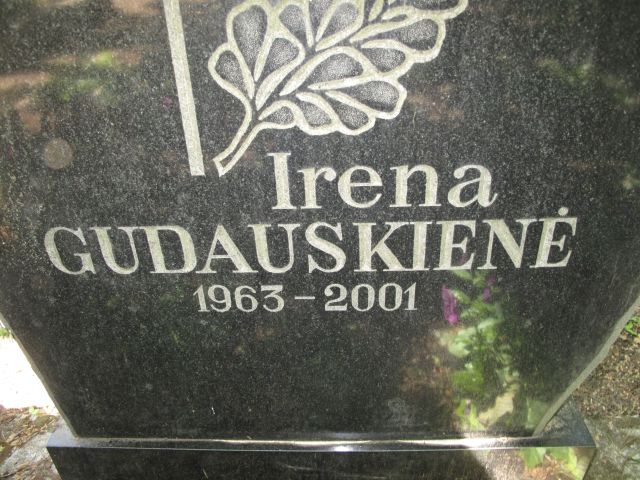 Irena
GUDAUSKIENĖ
1963 – 2001